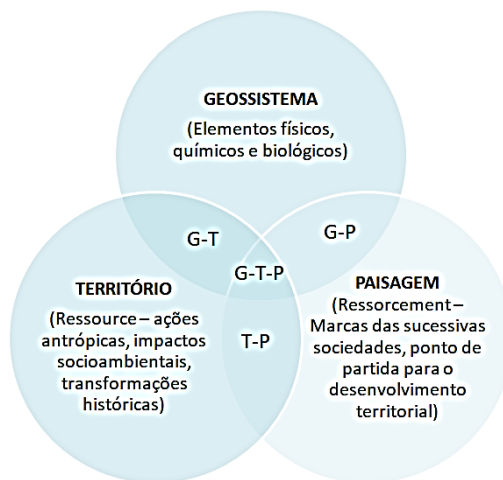 GEOSSISTEMA
(Elementos físicos,
químicos e biológicos)
G-T
G-P
G-T-P
TERRITÓRIO
(Ressource – ações
antrópicas, impactos
socioambientais,
transformações
históricas)
T-P
PAISAGEM
(Ressorcement –
Marcas das sucessivas
sociedades, ponto de
partida para o
desenvolvimento
territorial)